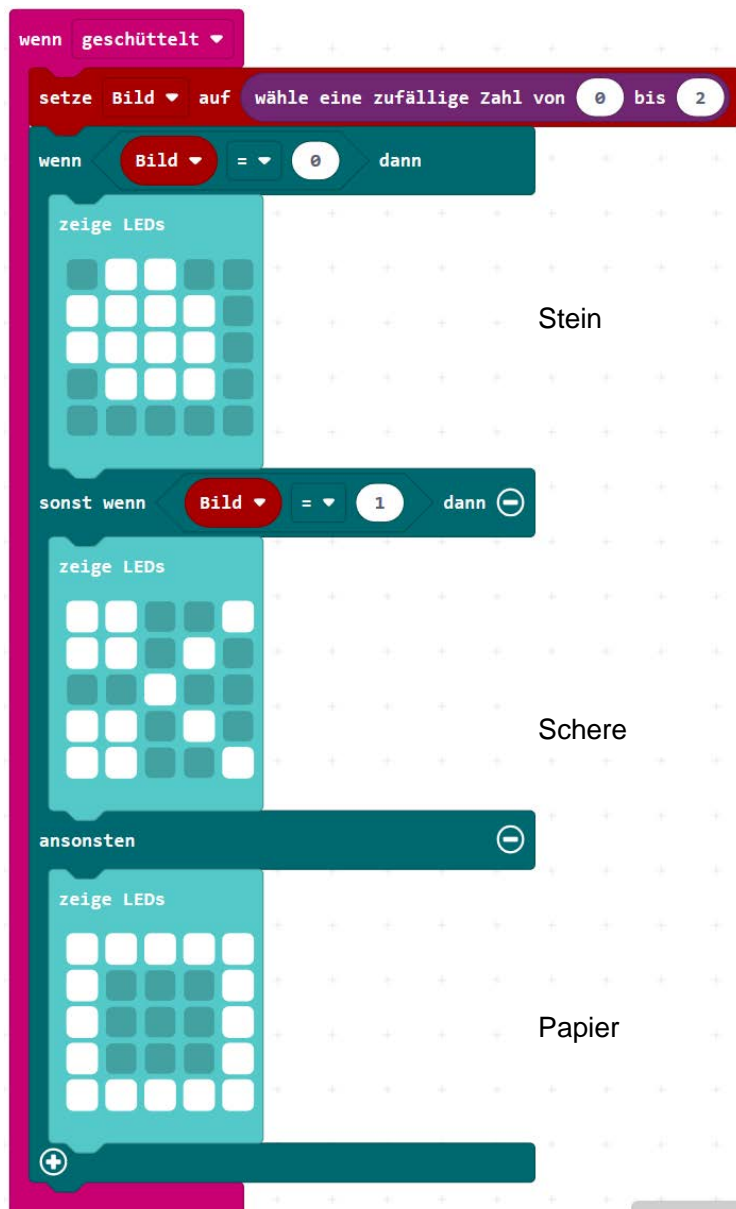 wenn geschüttelt
setze Bild auf wähle eine zufällige Zahl von 0 bis 2
wenn Bild = 0 dann
zeige LEDs
Stein
sonst wenn Bild = 1 dann
zeige LEDs
Schere
ansonsten
zeige LEDs
Papier